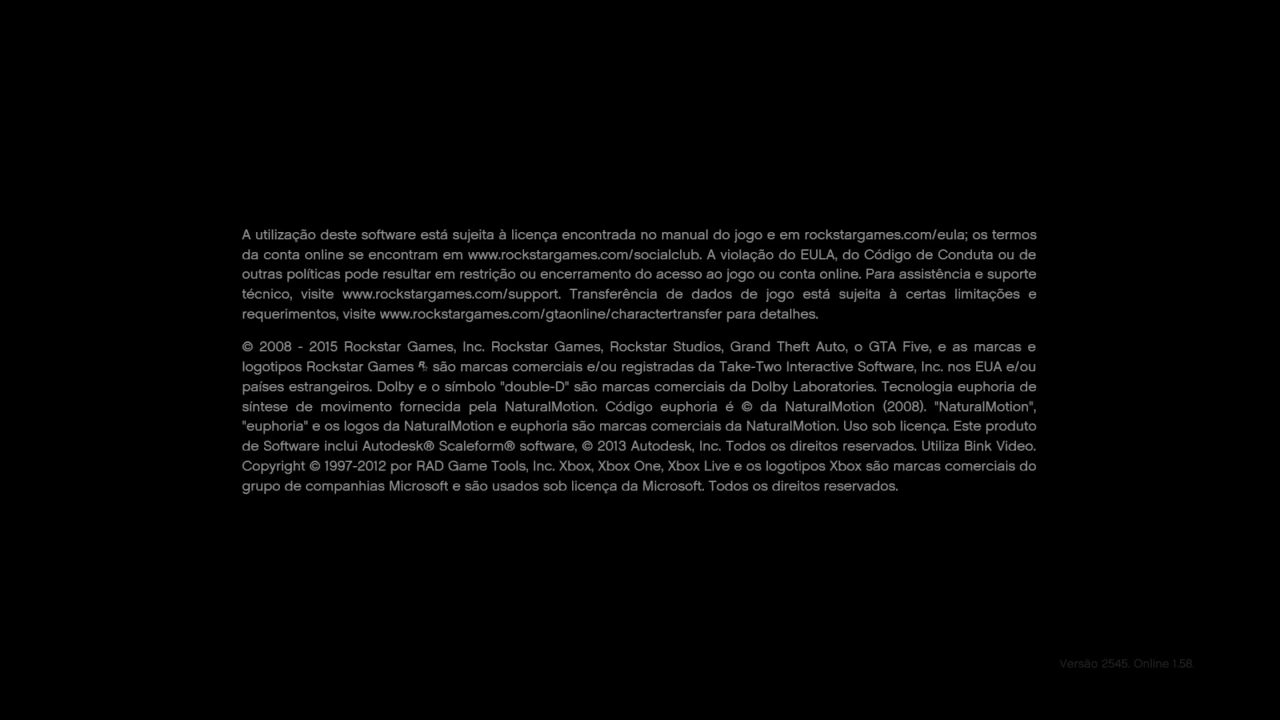 A utilização deste software está sujeita à licença encontrada no manual do jogo e em rockstargames.com/eula; os termos
da conta online se encontram em www.rockstargames.com/socialclub. A violação do EULA, do Código de Conduta ou de
outras políticas pode resultar em restrição ou encerramento do acesso ao jogo ou conta online. Para assistência e suporte
técnico, visite www.rockstargames.com/support. Transferência de dados de jogo está sujeita à certas limitações e
requerimentos, visite www.rockstargames.com/gtaonline/charactertransfer para detalhes.
© 2008 - 2015 Rockstar Games, Inc. Rockstar Games, Rockstar Studios, Grand Theft Auto, o GTA Five, e as marcas e
logotipos Rockstar Games R* são marcas comerciais e/ou registradas da Take-Two Interactive Software, Inc. nos EUA e/ou
países estrangeiros. Dolby e o símbolo "double-D" são marcas comerciais da Dolby Laboratories. Tecnologia euphoria de
síntese de movimento fornecida pela NaturalMotion. Código euphoria é © da NaturalMotion (2008). "NaturalMotion",
"euphoria" e os logos da NaturalMotion e euphoria são marcas comerciais da NaturalMotion. Uso sob licença. Este produto
de Software inclui Autodesk® Scaleform® software, © 2013 Autodesk, Inc. Todos os direitos reservados. Utiliza Bink Video.
Copyright © 1997-2012 por RAD Game Tools, Inc. Xbox, Xbox One, Xbox Live e os logotipos Xbox são marcas comerciais do
grupo de companhias Microsoft e são usados sob licença da Microsoft. Todos os direitos reservados.
Versão 2545. Online 1.58.